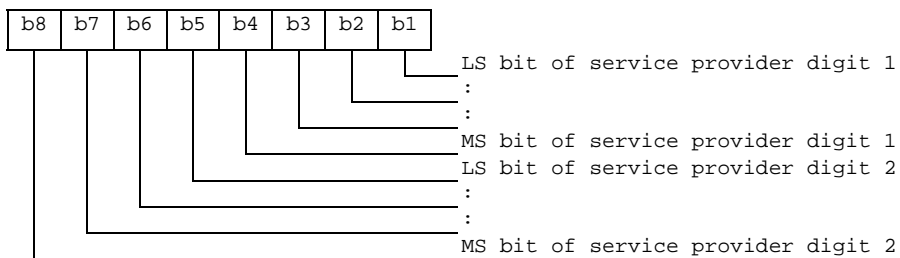 b8 b7 b6 b5 b4 b3 b2 b1
LS bit of service provider digit 1
:
:
MS bit of service provider digit 1
LS bit of service provider digit 2
:
:
MS bit of service provider digit 2